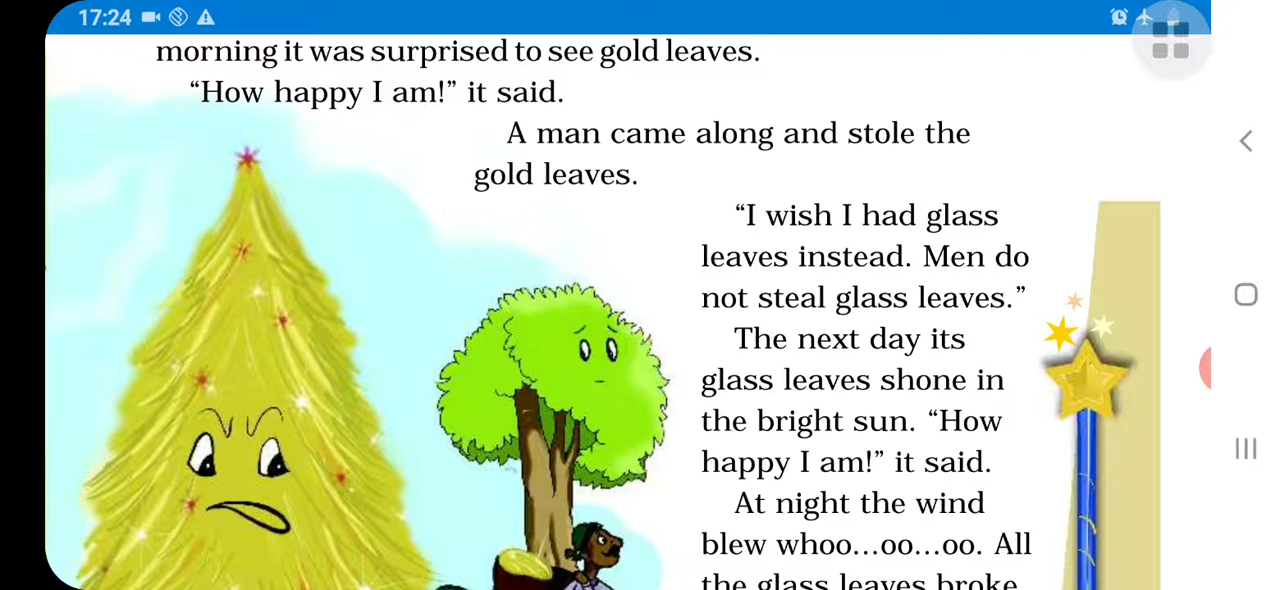 17:24
morning it was surprised to see gold leaves.
“How happy I am!” it said.
A man came along and stole the
gold leaves.
“I wish I had glass
leaves instead. Men do
not steal glass leaves.”
The next day its
glass leaves shone in
the bright sun. “How
happy I am!” it said.
At night the wind
blew whoo...oo...oo. All
the glass leaves broke